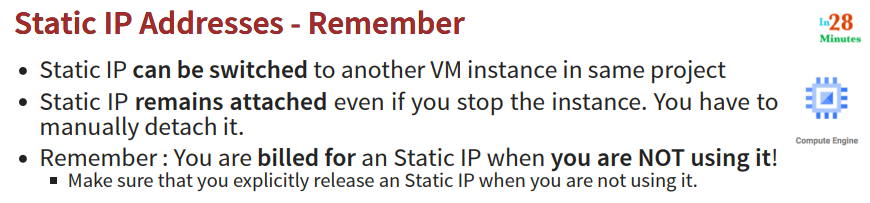 Static IP Addresses - Remember
In28
Minutes
• Static IP can be switched to another VM instance in same project
• Static IP remains attached even if you stop the instance. You have to
manually detach it.
• Remember : You are billed for an Static IP when you are NOT using it!
▪ Make sure that you explicitly release an Static IP when you are not using it.
Compute Engine